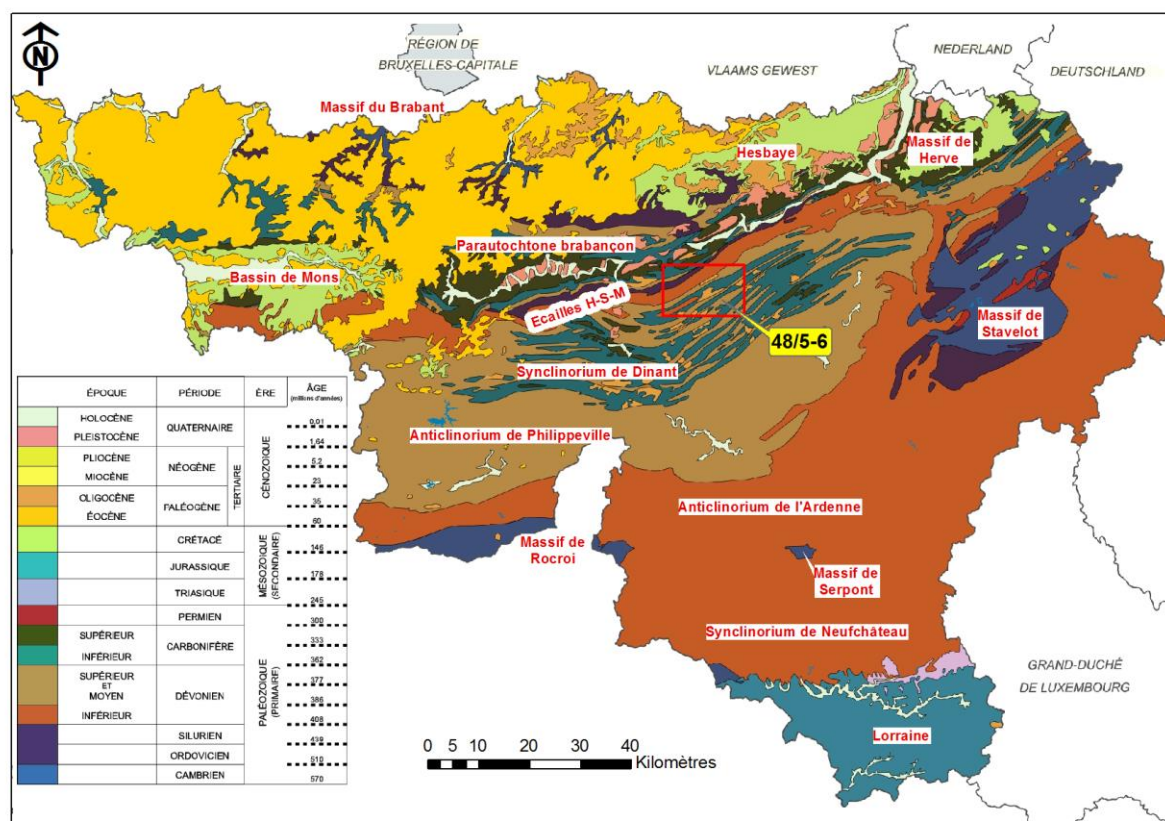 N
RÉGION DE
BRUXELLES-CAPITALE
VLAAMS GEWEST
NEDERLAND
DEUTSCHLAND
Massif du Brabant
Hesbaye
Massif de
Herve
Parautochtone brabançon
Bassin de Mons
Ecailles H-S-M
48/5-6
Massif de
Stavelot
Synclinorium de Dinant
Anticlinorium de Philippeville
Anticlinorium de l'Ardenne
Massif de
Rocroi
Massif de
Serpont
Synclinorium de Neufchâteau
GRAND-DUCHÉ
DE LUXEMBOURG
Lorraine
ÉPOQUE PÉRIODE ÈRE ÂGE
(millions d'années)
HOLOCÈNE
PLEISTOCÈNE
QUATERNAIRE
PLIOCÈNE
MIOCÈNE
NÉOGÈNE
OLIGOCÈNE
ÉOCÈNE
PALÉOGÈNE
TERTIAIRE
CÉNOZOÏQUE
CRÉTACÉ
JURASSIQUE
TRIASIQUE
MÉSOZOÏQUE
(SECONDAIRE)
PERMIEN
SUPÉRIEUR
INFÉRIEUR
CARBONIFÈRE
SUPÉRIEUR
ET
MOYEN
INFÉRIEUR
DÉVONIEN
SILURIEN
ORDOVICIEN
CAMBRIEN
PALÉOZOÏQUE
(PRIMAIRE)
0,01
1,64
5,2
23
35
60
146
178
245
300
333
362
377
386
408
439
510
570
0 5 10 20 30 40
Kilomètres